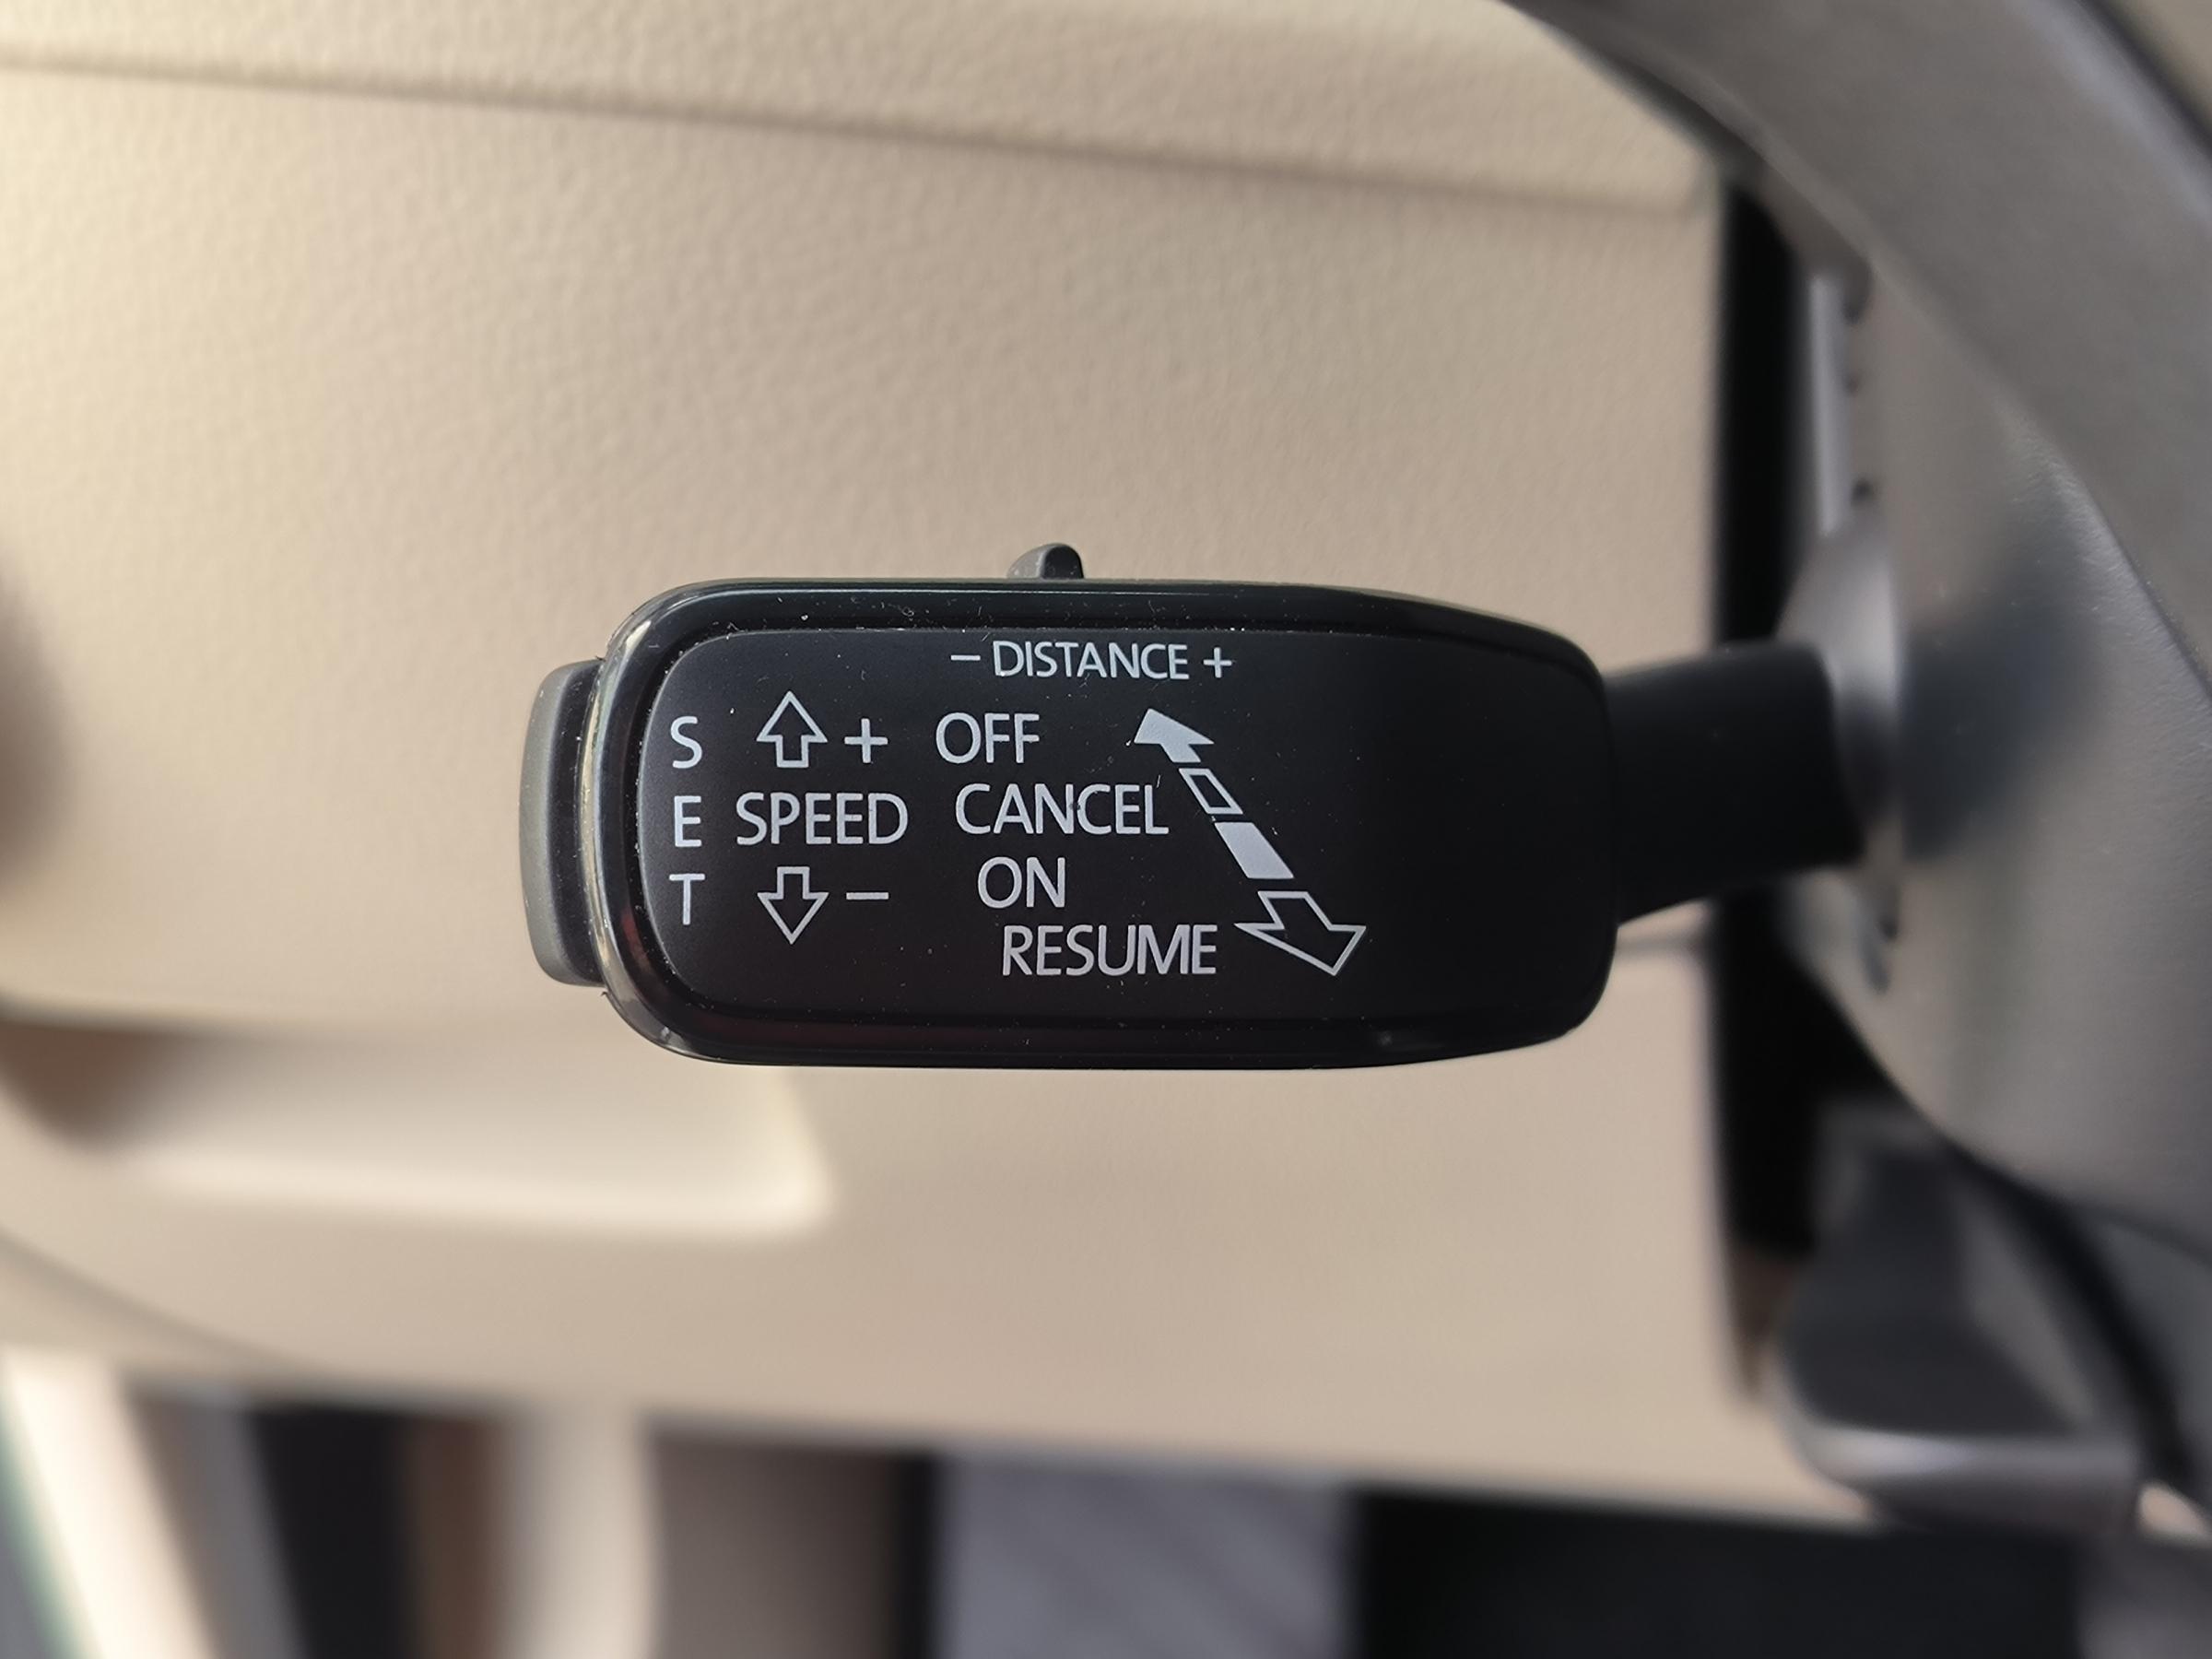 – DISTANCE +
S + OFF
E SPEED CANCEL
T – ON
RESUME